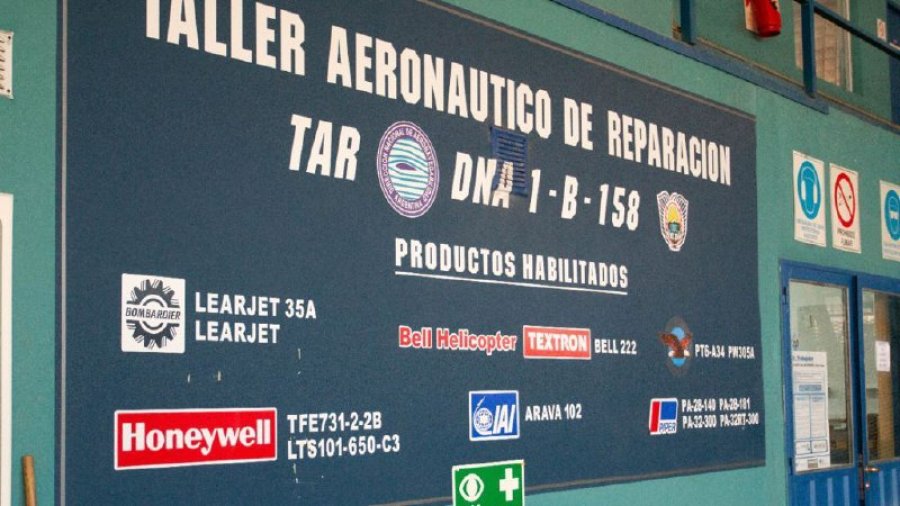 TALLER AERONAUTICO DE REPARACION
TAR DNA 1-B-158
PRODUCTOS HABILITADOS
BOMBARDIER
LEARJET 35A
LEARJET
Bell Helicopter TEXTRON BELL 222
PT6-A34 PW305A
Honeywell
TFE731-2-2B
LTS101-650-C3
IAI ARAVA 102
PIPER
PA-28-140 PA-28-181
PA-32-300 PA-32RT-300
PROHIBIDO
FUMAR